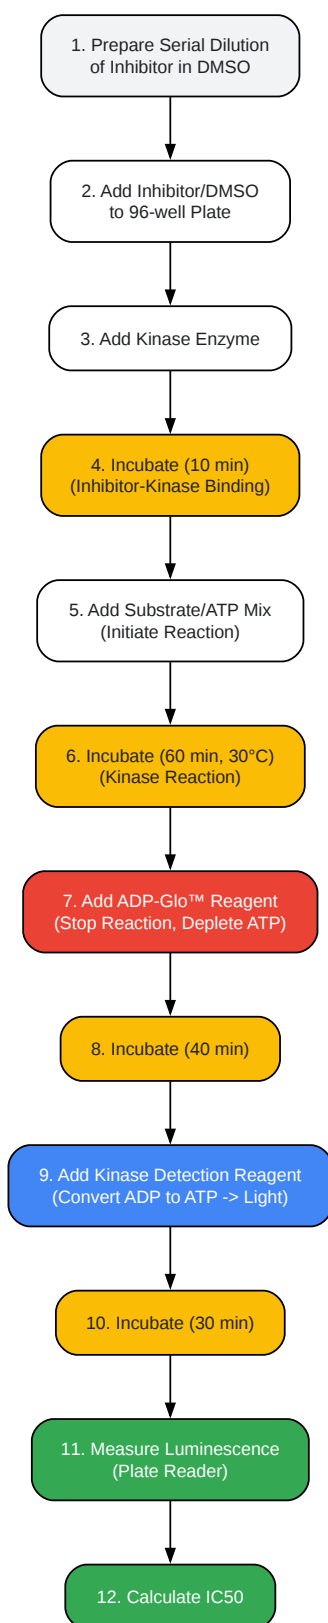 1. Prepare Serial Dilution
of Inhibitor in DMSO
2. Add Inhibitor/DMSO
to 96-well Plate
3. Add Kinase Enzyme
4. Incubate (10 min)
(Inhibitor-Kinase Binding)
5. Add Substrate/ATP Mix
(Initiate Reaction)
6. Incubate (60 min, 30°C)
(Kinase Reaction)
7. Add ADP-Glo™ Reagent
(Stop Reaction, Deplete ATP)
8. Incubate (40 min)
9. Add Kinase Detection Reagent
(Convert ADP to ATP -> Light)
10. Incubate (30 min)
11. Measure Luminescence
(Plate Reader)
12. Calculate IC50